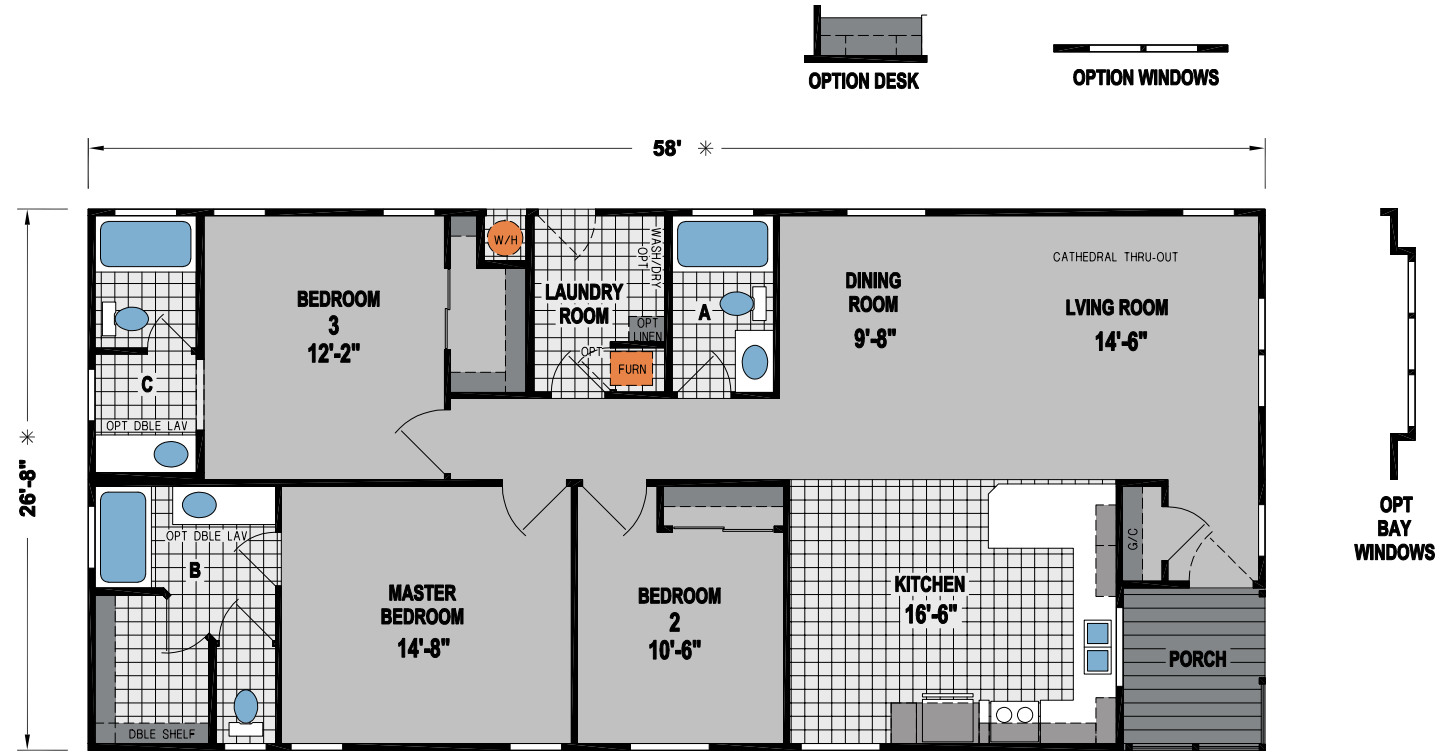 OPTION DESK
OPTION WINDOWS
58' ✳
26'-8" ✳
W/H
BEDROOM
3
12'-2"
LAUNDRY
ROOM
WASH/DRY
OPT
OPT
LINEN
OPT
FURN
A
DINING
ROOM
9'-8"
CATHEDRAL THRU-OUT
LVING ROOM
14'-6"
C
OPT DBLE LAV
OPT DBLE LAV
B
DBLE SHELF
MASTER
BEDROOM
14'-8"
BEDROOM
2
10'-6"
KITCHEN
16'-6"
G/C
PORCH
OPT
BAY
WINDOWS